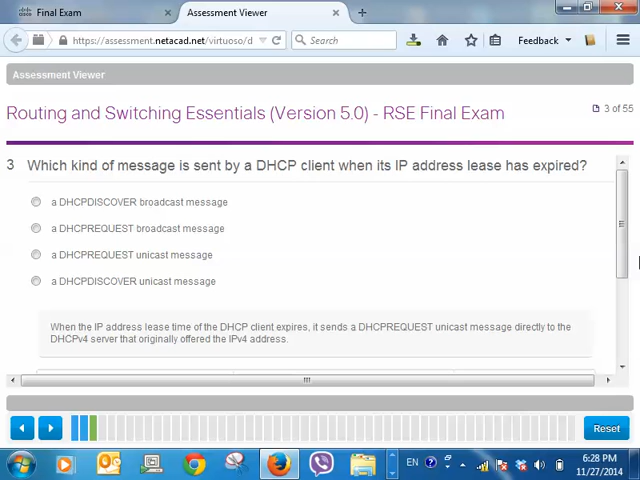 Final Exam
Assessment Viewer
https://assessment.netacad.net/virtuoso/d
Search
Feedback
Assessment Viewer
Routing and Switching Essentials (Version 5.0) - RSE Final Exam
3 of 55
3 Which kind of message is sent by a DHCP client when its IP address lease has expired?
a DHCPDISCOVER broadcast message
a DHCPREQUEST broadcast message
a DHCPREQUEST unicast message
a DHCPDISCOVER unicast message
When the IP address lease time of the DHCP client expires, it sends a DHCPREQUEST unicast message directly to the
DHCPv4 server that originally offered the IPv4 address.
Reset
EN
6:28 PM
11/27/2014